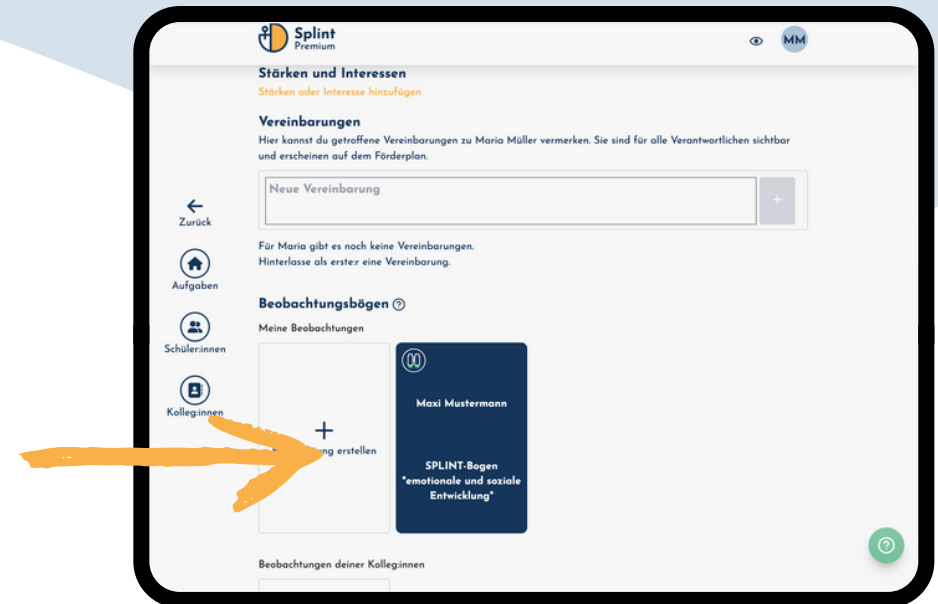 Splint
Premium
MM
Stärken und Interessen
Stärken oder Interesse hinzufügen
Vereinbarungen
Hier kannst du getroffene Vereinbarungen zu Maria Müller vermerken. Sie sind für alle Verantwortlichen sichtbar
und erscheinen auf dem Förderplan.
Neue Vereinbarung
+
Zurück
Für Maria gibt es noch keine Vereinbarungen.
Hinterlasse als erste:r eine Vereinbarung.
Aufgaben
Beobachtungsbögen ?
Meine Beobachtungen
Schüler:innen
Kolleg:innen
Maxi Mustermann
+
erstellen
SPLINT-Bogen
"emotionale und soziale
Entwicklung"
?
Beobachtungen deiner Kolleg:innen